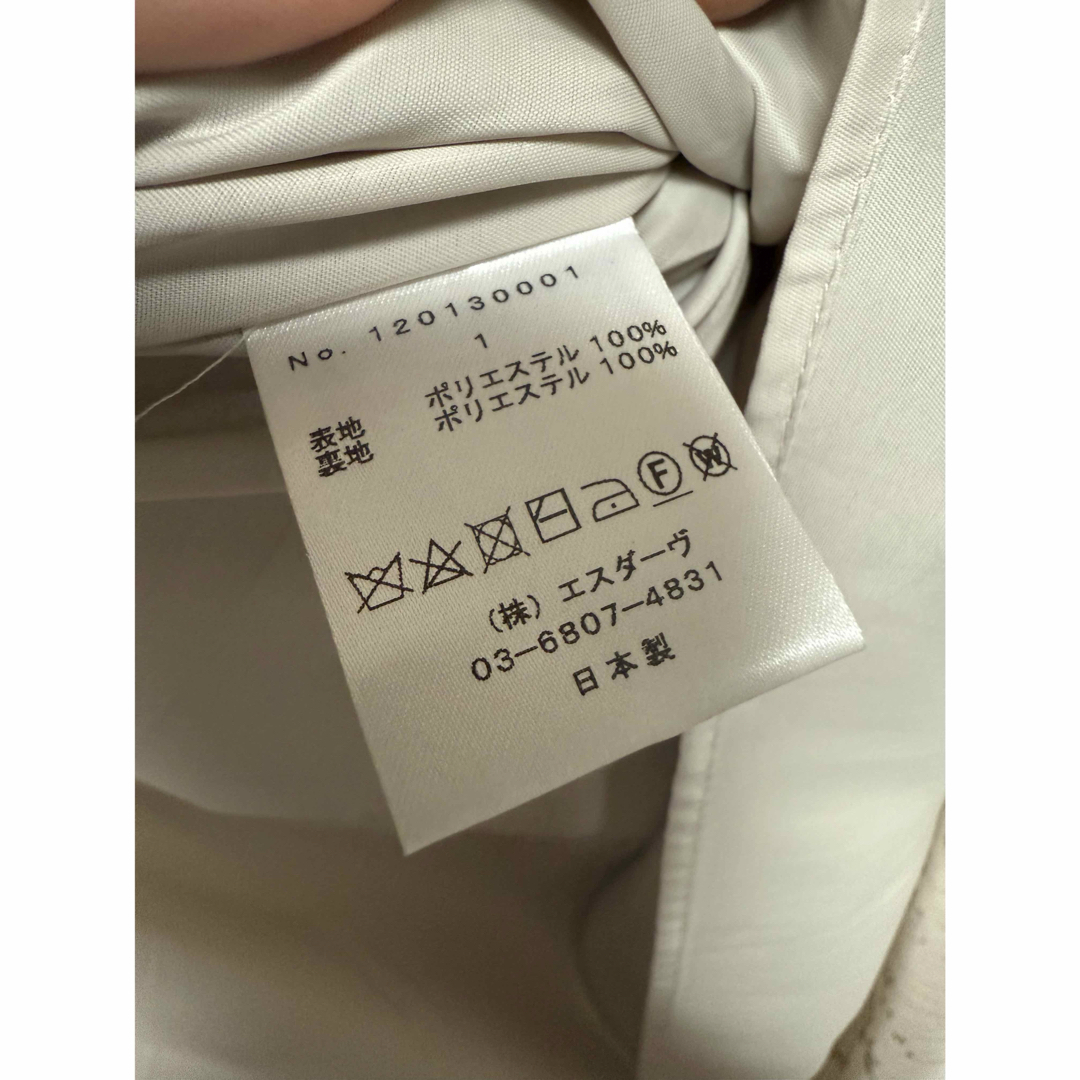 No. 120130001
1
表地 ポリエステル 100%
裏地 ポリエステル 100%
F W
(株) エスダーヴ
03-6807-4831
日本製